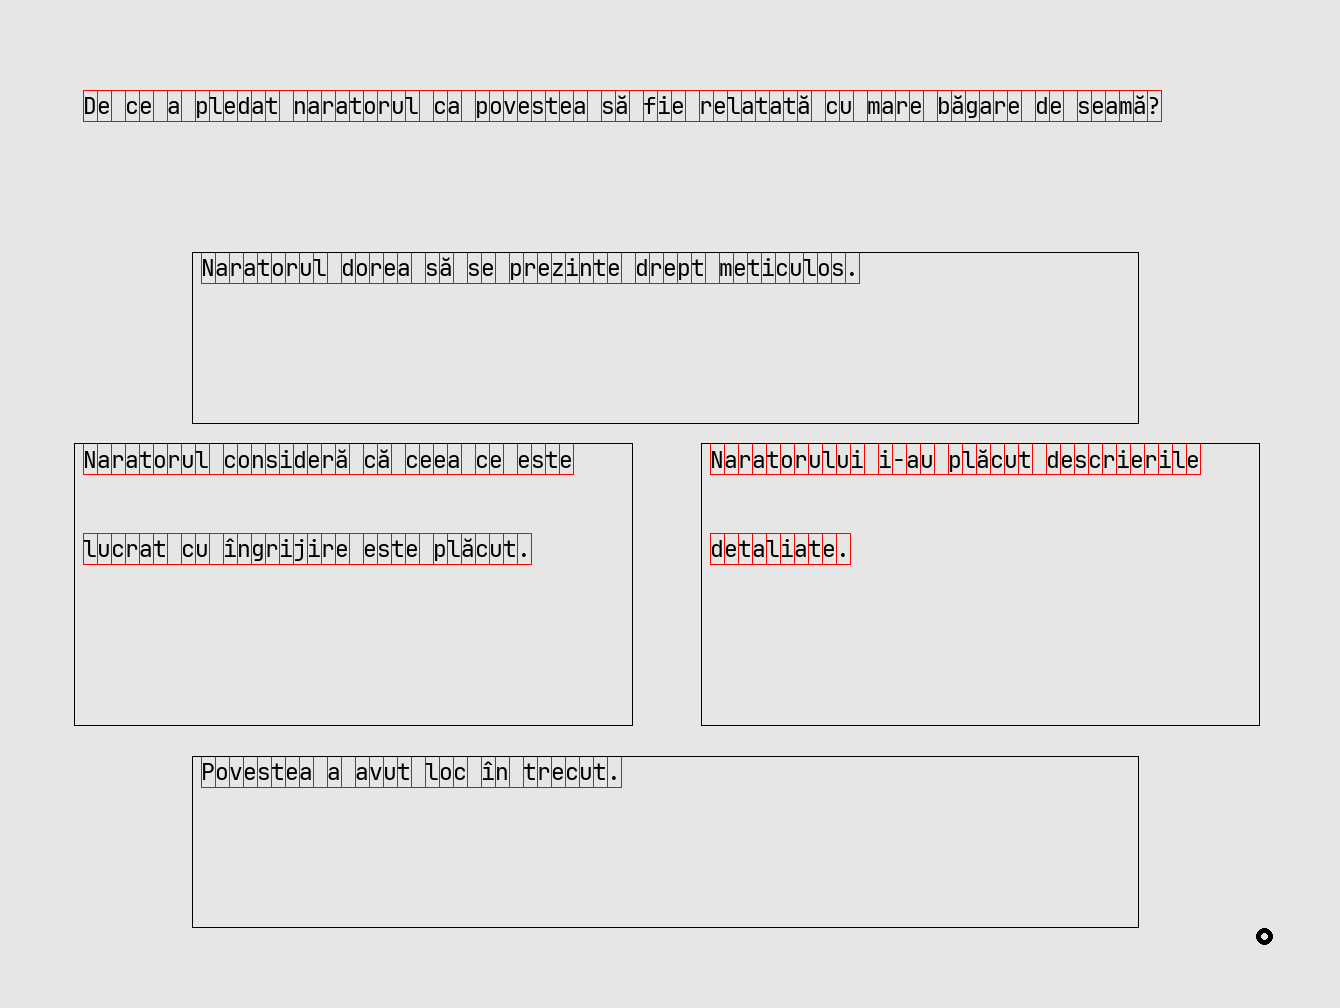 De ce a pledat naratorul ca povestea să fie relatată cu mare băgare de seamă?
Naratorul dorea să se prezinte drept meticulos.
Naratorul consideră că ceea ce este
lucrat cu îngrijire este plăcut.
Naratorului i-au plăcut descrierile
detaliate.
Povestea a avut loc în trecut.